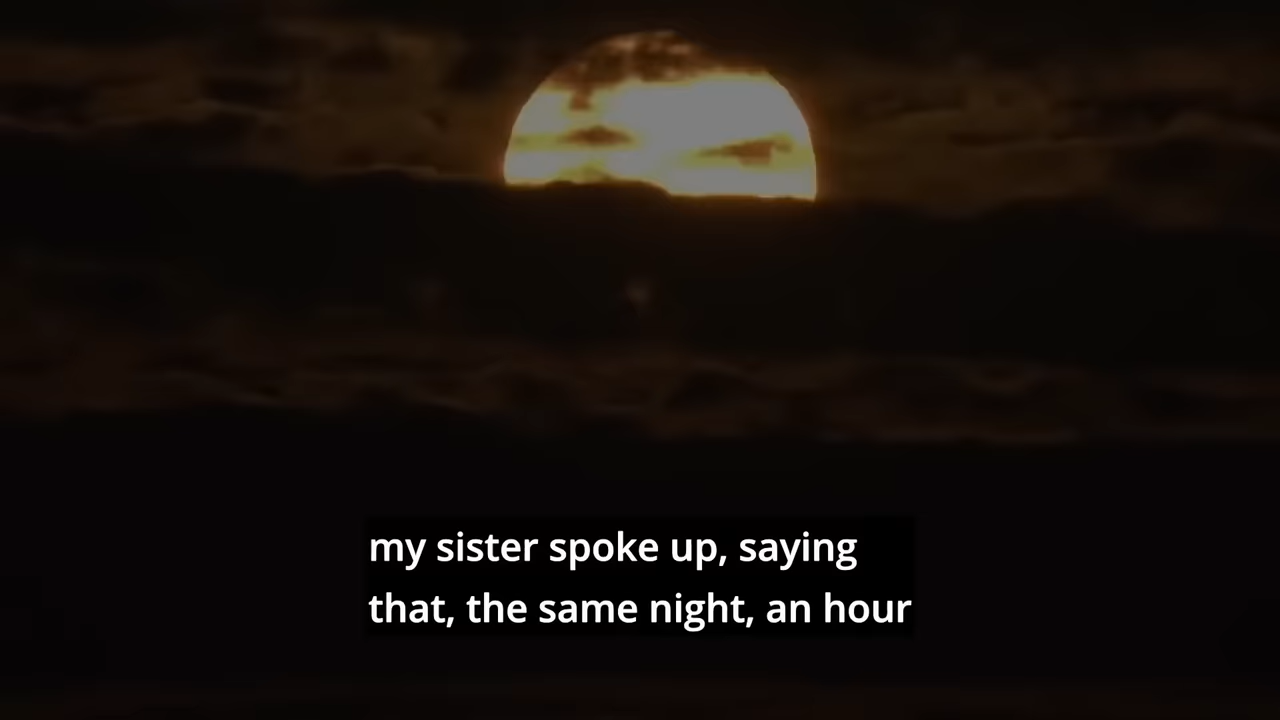 my sister spoke up, saying
that, the same night, an hour